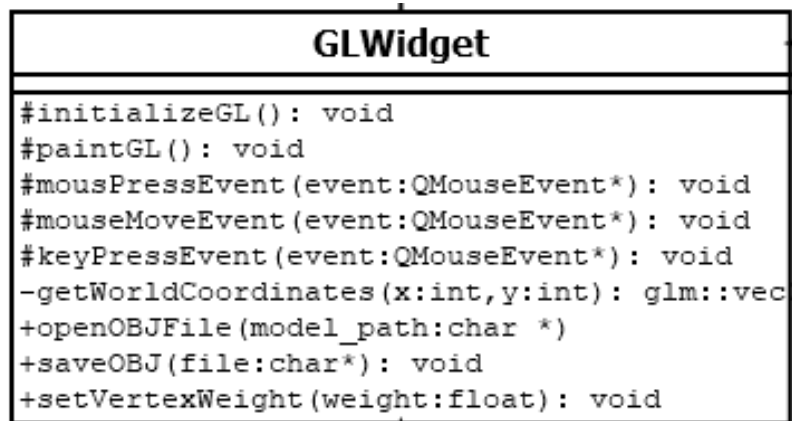 GLWidget
#initializeGL(): void
#paintGL(): void
#mousPressEvent(event:QMouseEvent*): void
#mouseMoveEvent(event:QMouseEvent*): void
#keyPressEvent(event:QMouseEvent*): void
-getWorldCoordinates(x:int,y:int): glm::vec
+openOBJFile(model_path:char *)
+saveOBJ(file:char*): void
+setVertexWeight(weight:float): void